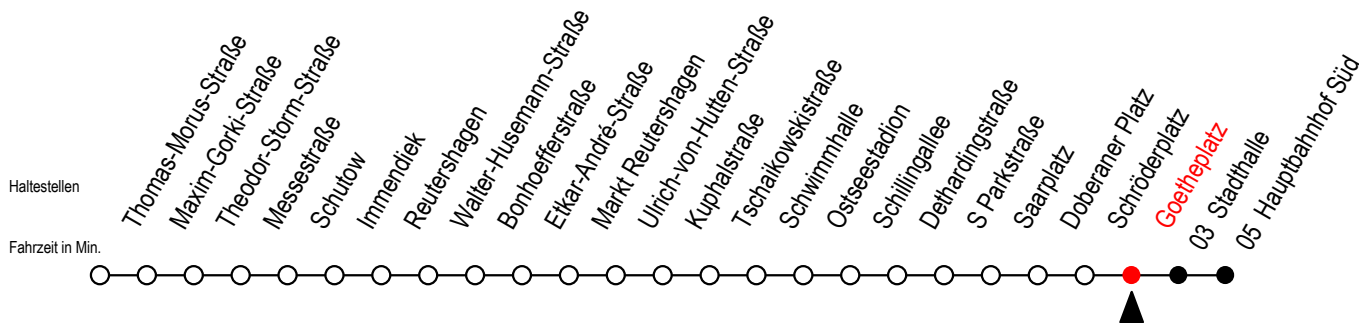 Thomas-Morus-Straße
Maxim-Gorki-Straße
Theodor-Storm-Straße
Messestraße
Schutow
Immendiek
Reutershagen
Walter-Husemann-Straße
Bonhoefferstraße
Etkar-André-Straße
Markt Reutershagen
Ulrich-von-Hutten-Straße
Kuphalstraße
Tschaikowskistraße
Schwimmhalle
Ostseestadion
Schillingallee
Dethardingstraße
S Parkstraße
Saarplatz
Doberaner Platz
Schröderplatz
Goetheplatz
03 Stadthalle
05 Hauptbahnhof Süd
Haltestellen
Fahrzeit in Min.